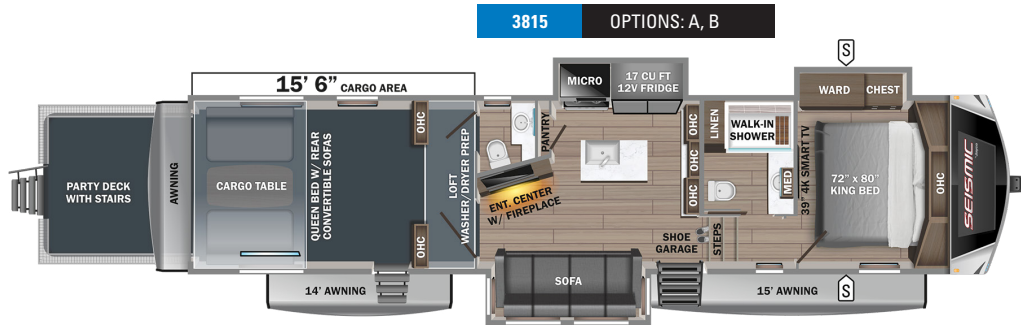 3815 OPTIONS: A, B
S
15' 6" CARGO AREA
MICRO
17 CU FT
12V FRIDGE
WARD
CHEST
PARTY DECK
WITH STAIRS
AWNING
CARGO TABLE
QUEEN BED W/ REAR
CONVERTIBLE SOFAS
OHC
OHC
LOFT
WASHER/DRYER PREP
PANTRY
ENT. CENTER
W/ FIREPLACE
OHC
OHC
OHC
LINEN
WALK-IN
SHOWER
MED
39" 4K SMART TV
72" x 80"
KING BED
OHC
SEISMIC
SHOE
GARAGE
STEPS
SOFA
14' AWNING
15' AWNING
S